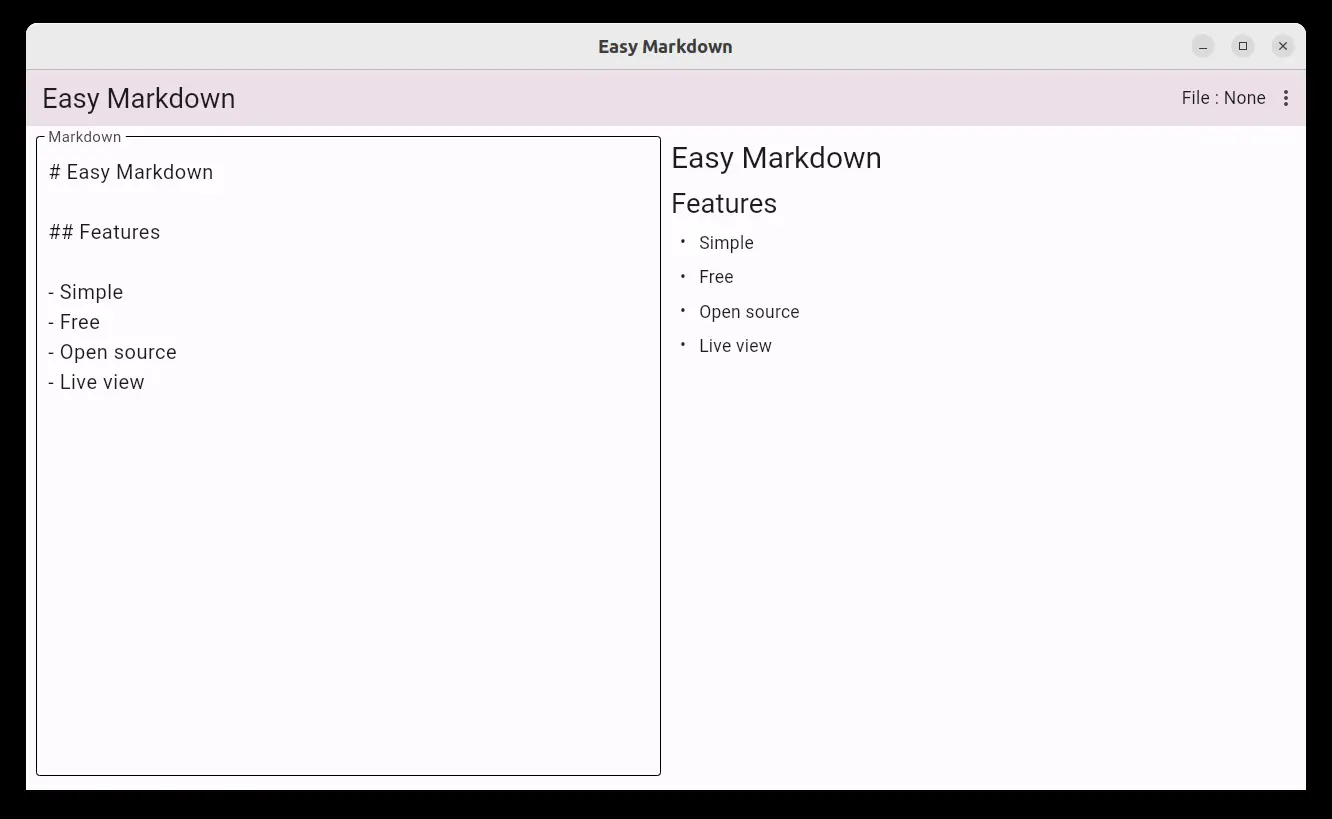 Easy Markdown
Easy Markdown
File : None
Markdown
# Easy Markdown
## Features
- Simple
- Free
- Open source
- Live view
Easy Markdown
Features
• Simple
• Free
• Open source
• Live view